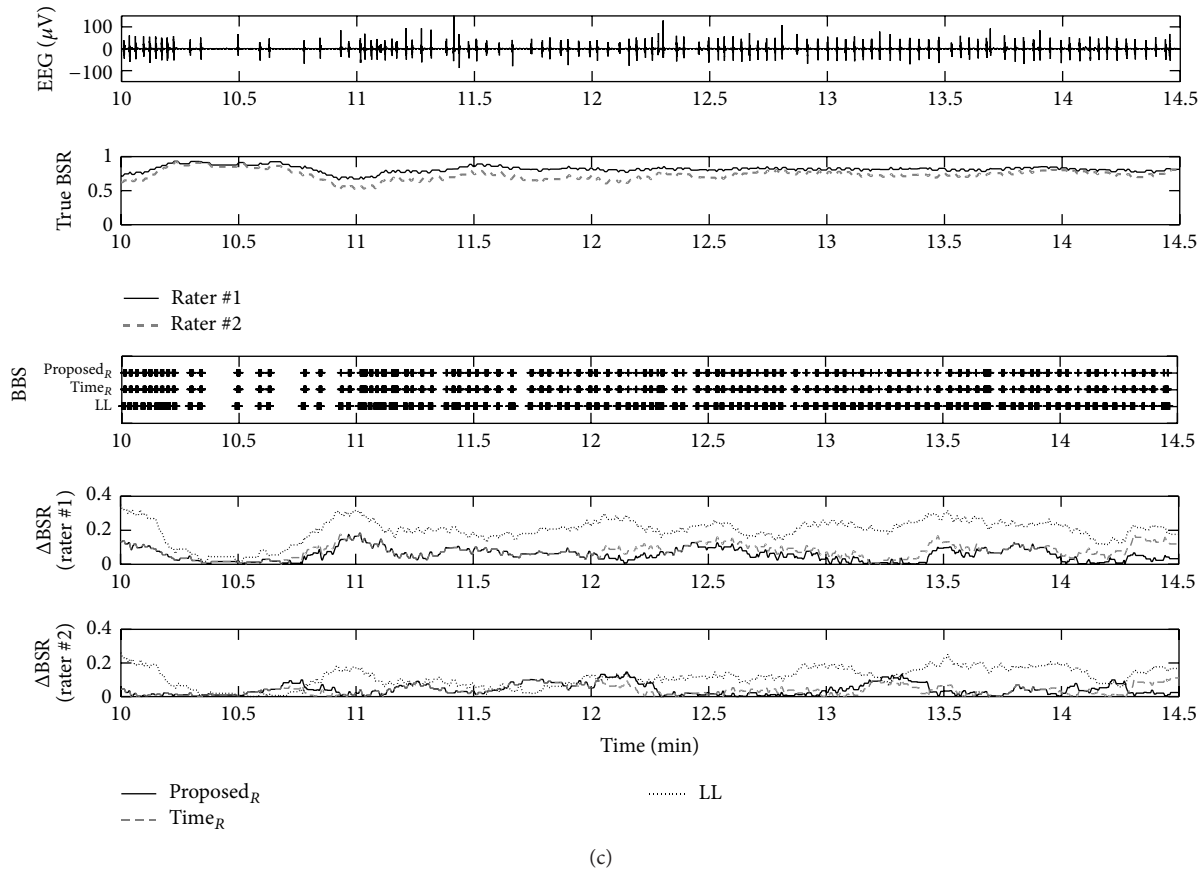 EEG (μV)
100
0
−100
10 10.5 11 11.5 12 12.5 13 13.5 14 14.5
True BSR
1
0.5
0
10 10.5 11 11.5 12 12.5 13 13.5 14 14.5
Rater #1
Rater #2
BBS
Proposed_R
Time_R
LL
10 10.5 11 11.5 12 12.5 13 13.5 14 14.5
ΔBSR
(rater #1)
0.4
0.2
0
10 10.5 11 11.5 12 12.5 13 13.5 14 14.5
ΔBSR
(rater #2)
0.4
0.2
0
10 10.5 11 11.5 12 12.5 13 13.5 14 14.5
Time (min)
Proposed_R
Time_R
LL
(c)